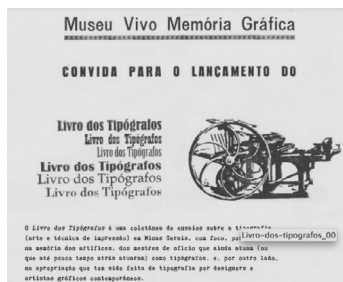 Museu Vivo Memória Gráfica
CONVIDA PARA O LANÇAMENTO DO
Livro dos Tipógrafos
Livro dos Tipógrafos
Livro dos Tipógrafos
Livro dos Tipógrafos
Livro dos Tipógrafos
Livro dos Tipógrafos
O Livro dos Tipógrafos é uma coletânea de ensaios sobre a tipografia
Livro-dos-tipografos_00
(arte e técnica de impressão) em Minas Gerais, com foco, por
na memória dos artífices, dos mestres de ofício que ainda atuam (ou
que até pouco tempo atrás atuaram) como tipógrafos, e, por outro lado,
na apropriação que tem sido feita da tipografia por designers e
artistas gráficos contemporâneos.